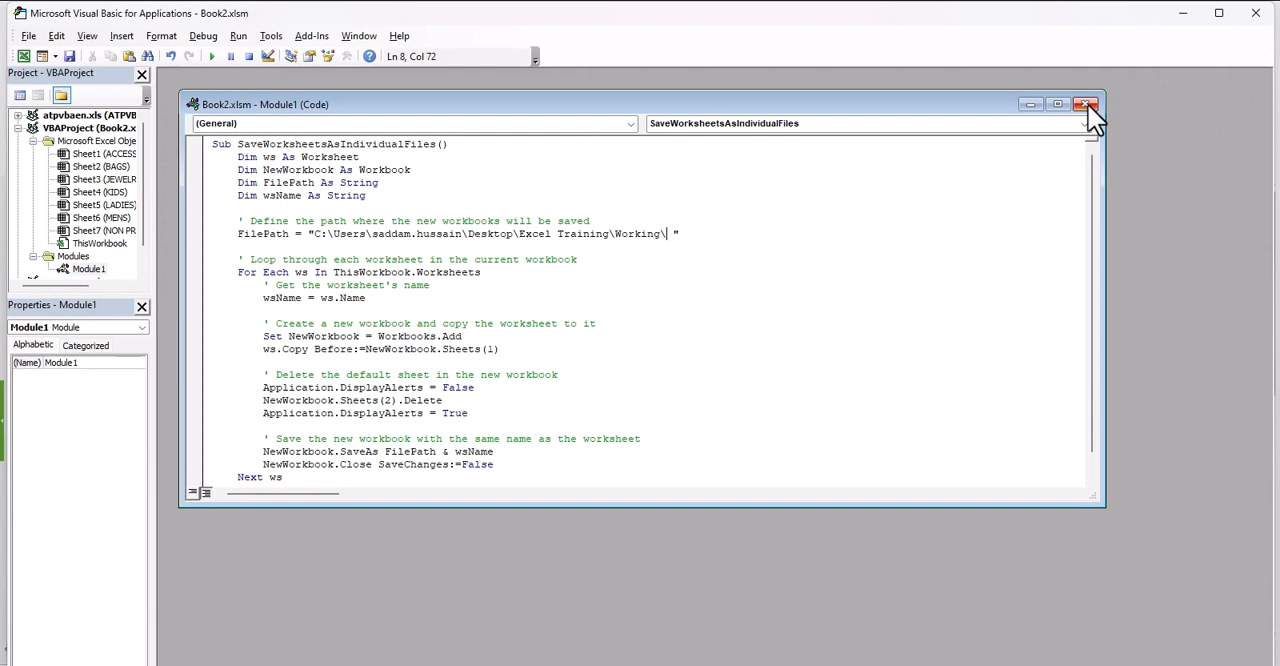 Microsoft Visual Basic for Applications - Book2.xlsm
File Edit View Insert Format Debug Run Tools Add-Ins Window Help
Ln 8, Col 72
Project - VBAProject
atpvbaen.xls (ATPVB
VBAProject (Book2.x
Microsoft Excel Obje
Sheet1 (ACCESS
Sheet2 (BAGS)
Sheet3 (JEWELR
Sheet4 (KIDS)
Sheet5 (LADIES)
Sheet6 (MENS)
Sheet7 (NON PR
ThisWorkbook
Modules
Module1
Properties - Module1
Module1 Module
Alphabetic Categorized
(Name) Module1
Book2.xlsm - Module1 (Code)
(General) SaveWorksheetsAsIndividualFiles
Sub SaveWorksheetsAsIndividualFiles()
Dim ws As Worksheet
Dim NewWorkbook As Workbook
Dim FilePath As String
Dim wsName As String
' Define the path where the new workbooks will be saved
FilePath = "C:\Users\saddam.hussain\Desktop\Excel Training\Working\ "
' Loop through each worksheet in the current workbook
For Each ws In ThisWorkbook.Worksheets
' Get the worksheet's name
wsName = ws.Name
' Create a new workbook and copy the worksheet to it
Set NewWorkbook = Workbooks.Add
ws.Copy Before:=NewWorkbook.Sheets(1)
' Delete the default sheet in the new workbook
Application.DisplayAlerts = False
NewWorkbook.Sheets(2).Delete
Application.DisplayAlerts = True
' Save the new workbook with the same name as the worksheet
NewWorkbook.SaveAs FilePath & wsName
NewWorkbook.Close SaveChanges:=False
Next ws